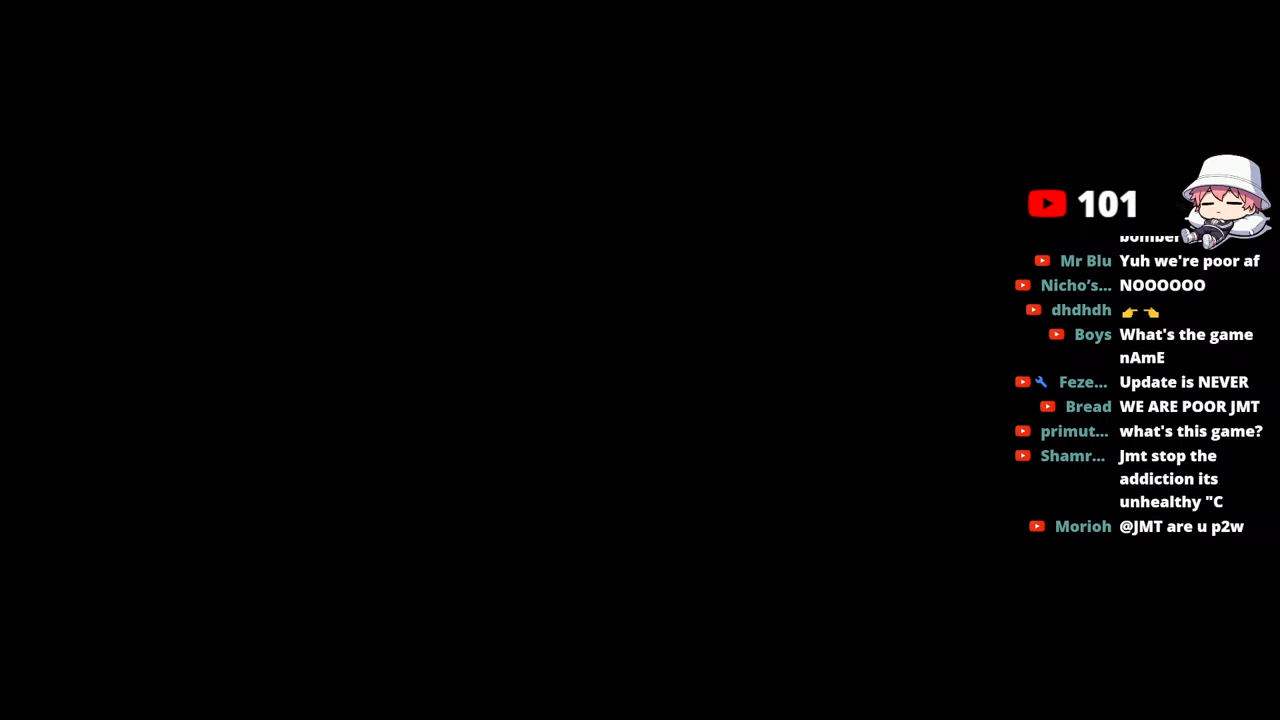 101
bomber
Mr Blu Yuh we're poor af
Nicho's... NOOOOOO
dhdhdh 👉 👈
Boys What's the game
nAmE
Feze... Update is NEVER
Bread WE ARE POOR JMT
primut... what's this game?
Shamr... Jmt stop the
addiction its
unhealthy "C
Morioh @JMT are u p2w